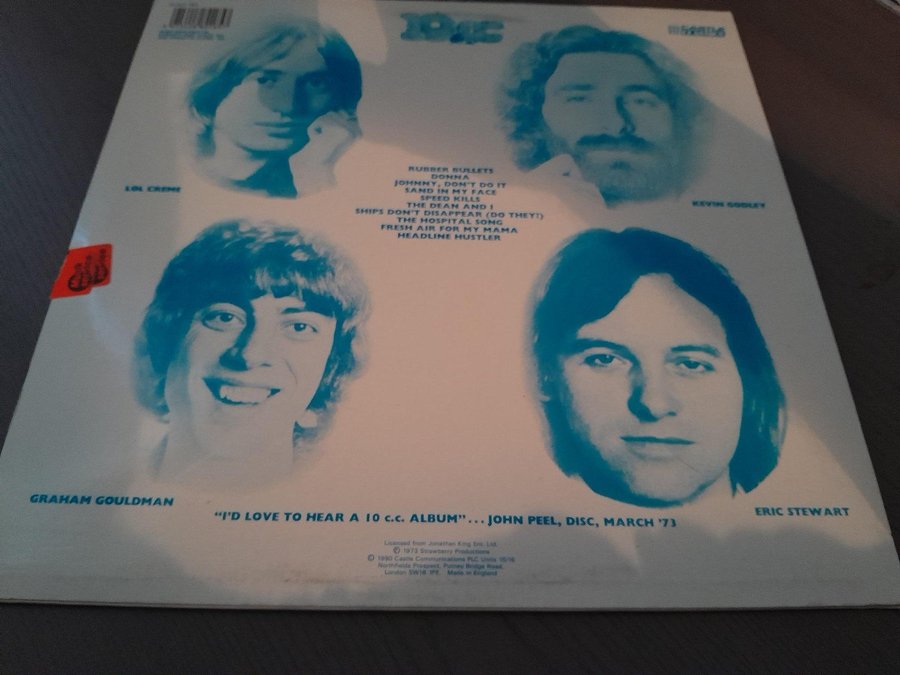 10cc
LOL CREME
KEVIN GODLEY
RUBBER BULLETS
DONNA
JOHNNY, DON'T DO IT
SAND IN MY FACE
SPEED KILLS
THE DEAN AND I
SHIPS DON'T DISAPPEAR (DO THEY?)
THE HOSPITAL SONG
FRESH AIR FOR MY MAMA
HEADLINE HUSTLER
GRAHAM GOULDMAN
ERIC STEWART
"I'D LOVE TO HEAR A 10 c.c. ALBUM"... JOHN PEEL, DISC, MARCH '73
Licensed from Jonathan King Ent. Ltd.
© 1973 Strawberry Productions
© 1990 Castle Communications PLC Units 15/16
Northfields Prospect, Putney Bridge Road,
London SW18 1PE. Made in England